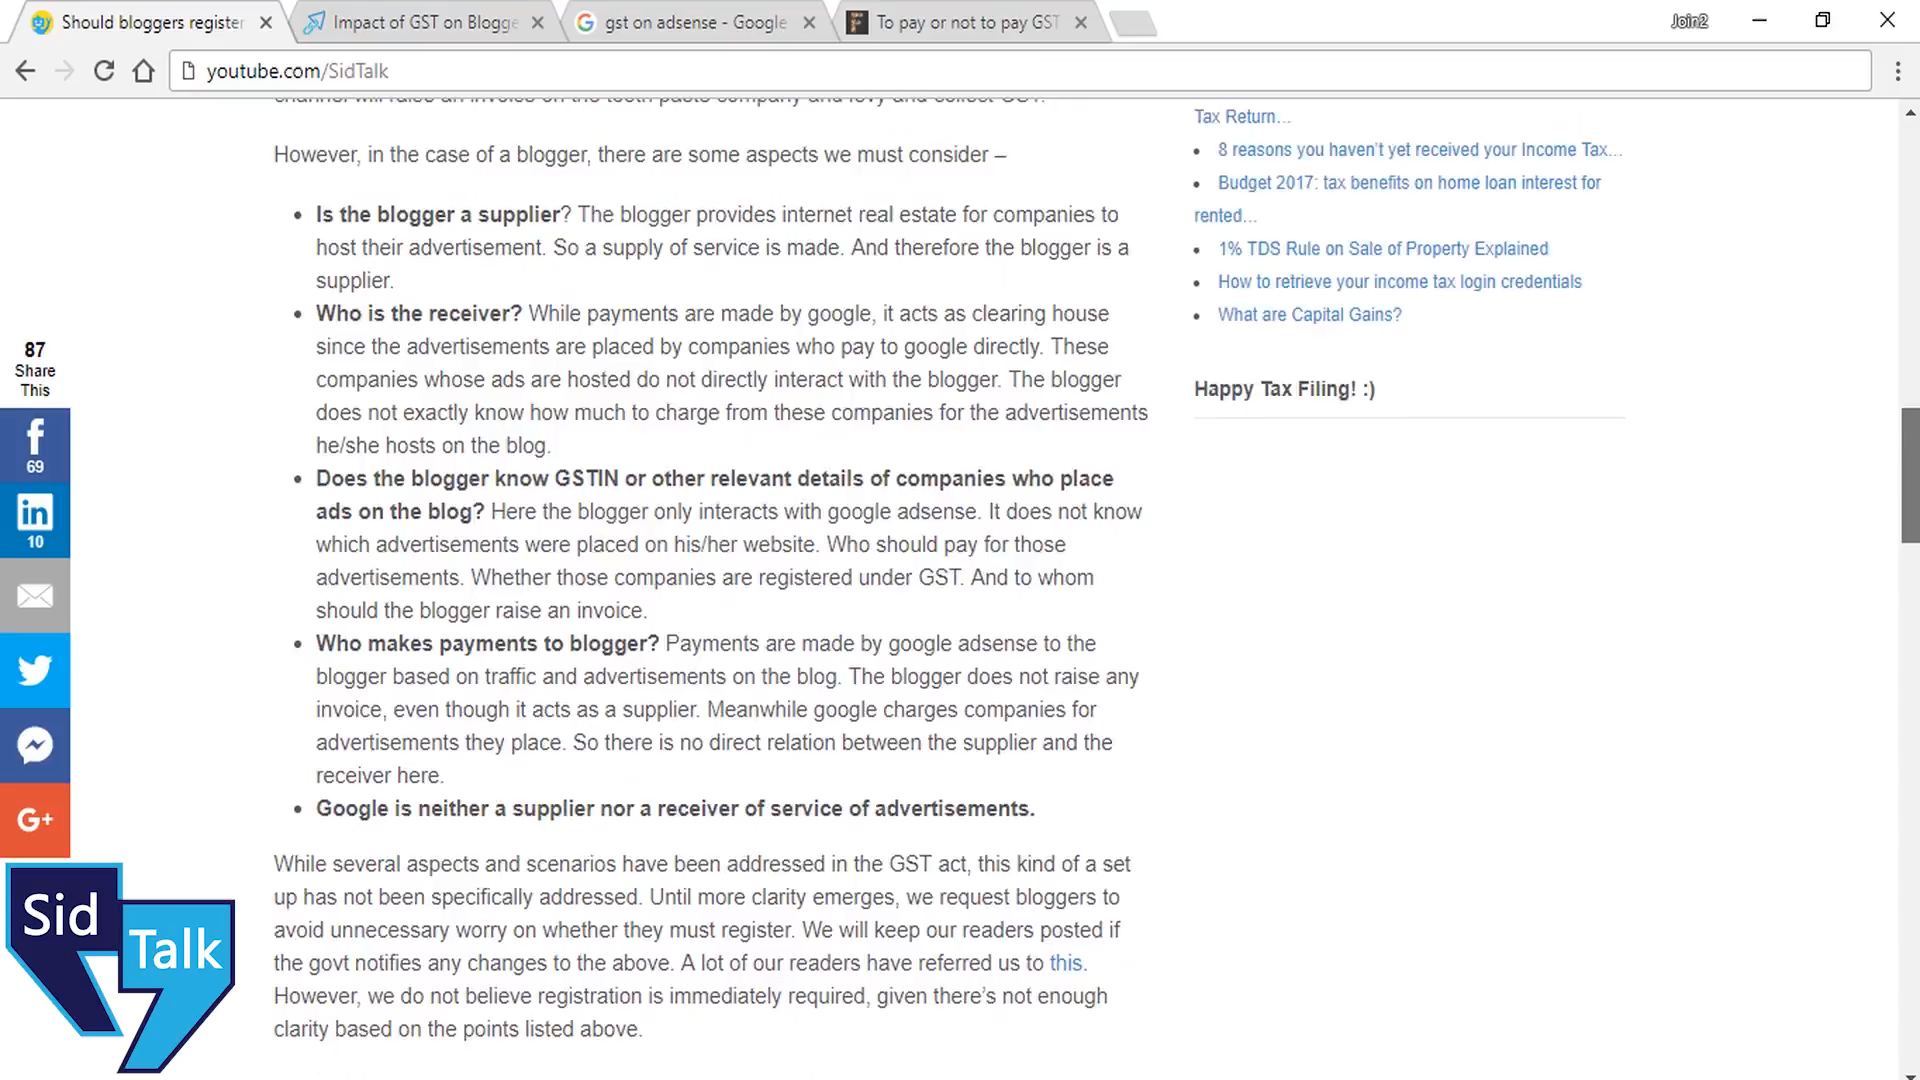 Should bloggers register
Impact of GST on Blogge
gst on adsense - Google
To pay or not to pay GST
Join2
youtube.com/SidTalk
channel will raise an invoice on the tooth paste company and levy and collect GST.
However, in the case of a blogger, there are some aspects we must consider –
• Is the blogger a supplier? The blogger provides internet real estate for companies to
host their advertisement. So a supply of service is made. And therefore the blogger is a
supplier.
• Who is the receiver? While payments are made by google, it acts as clearing house
since the advertisements are placed by companies who pay to google directly. These
companies whose ads are hosted do not directly interact with the blogger. The blogger
does not exactly know how much to charge from these companies for the advertisements
he/she hosts on the blog.
• Does the blogger know GSTIN or other relevant details of companies who place
ads on the blog? Here the blogger only interacts with google adsense. It does not know
which advertisements were placed on his/her website. Who should pay for those
advertisements. Whether those companies are registered under GST. And to whom
should the blogger raise an invoice.
• Who makes payments to blogger? Payments are made by google adsense to the
blogger based on traffic and advertisements on the blog. The blogger does not raise any
invoice, even though it acts as a supplier. Meanwhile google charges companies for
advertisements they place. So there is no direct relation between the supplier and the
receiver here.
• Google is neither a supplier nor a receiver of service of advertisements.
While several aspects and scenarios have been addressed in the GST act, this kind of a set
up has not been specifically addressed. Until more clarity emerges, we request bloggers to
avoid unnecessary worry on whether they must register. We will keep our readers posted if
the govt notifies any changes to the above. A lot of our readers have referred us to this.
However, we do not believe registration is immediately required, given there's not enough
clarity based on the points listed above.
Tax Return...
• 8 reasons you haven't yet received your Income Tax...
• Budget 2017: tax benefits on home loan interest for
rented...
• 1% TDS Rule on Sale of Property Explained
• How to retrieve your income tax login credentials
• What are Capital Gains?
Happy Tax Filing! :)
87
Share
This
f
69
in
10
G+
Sid
Talk